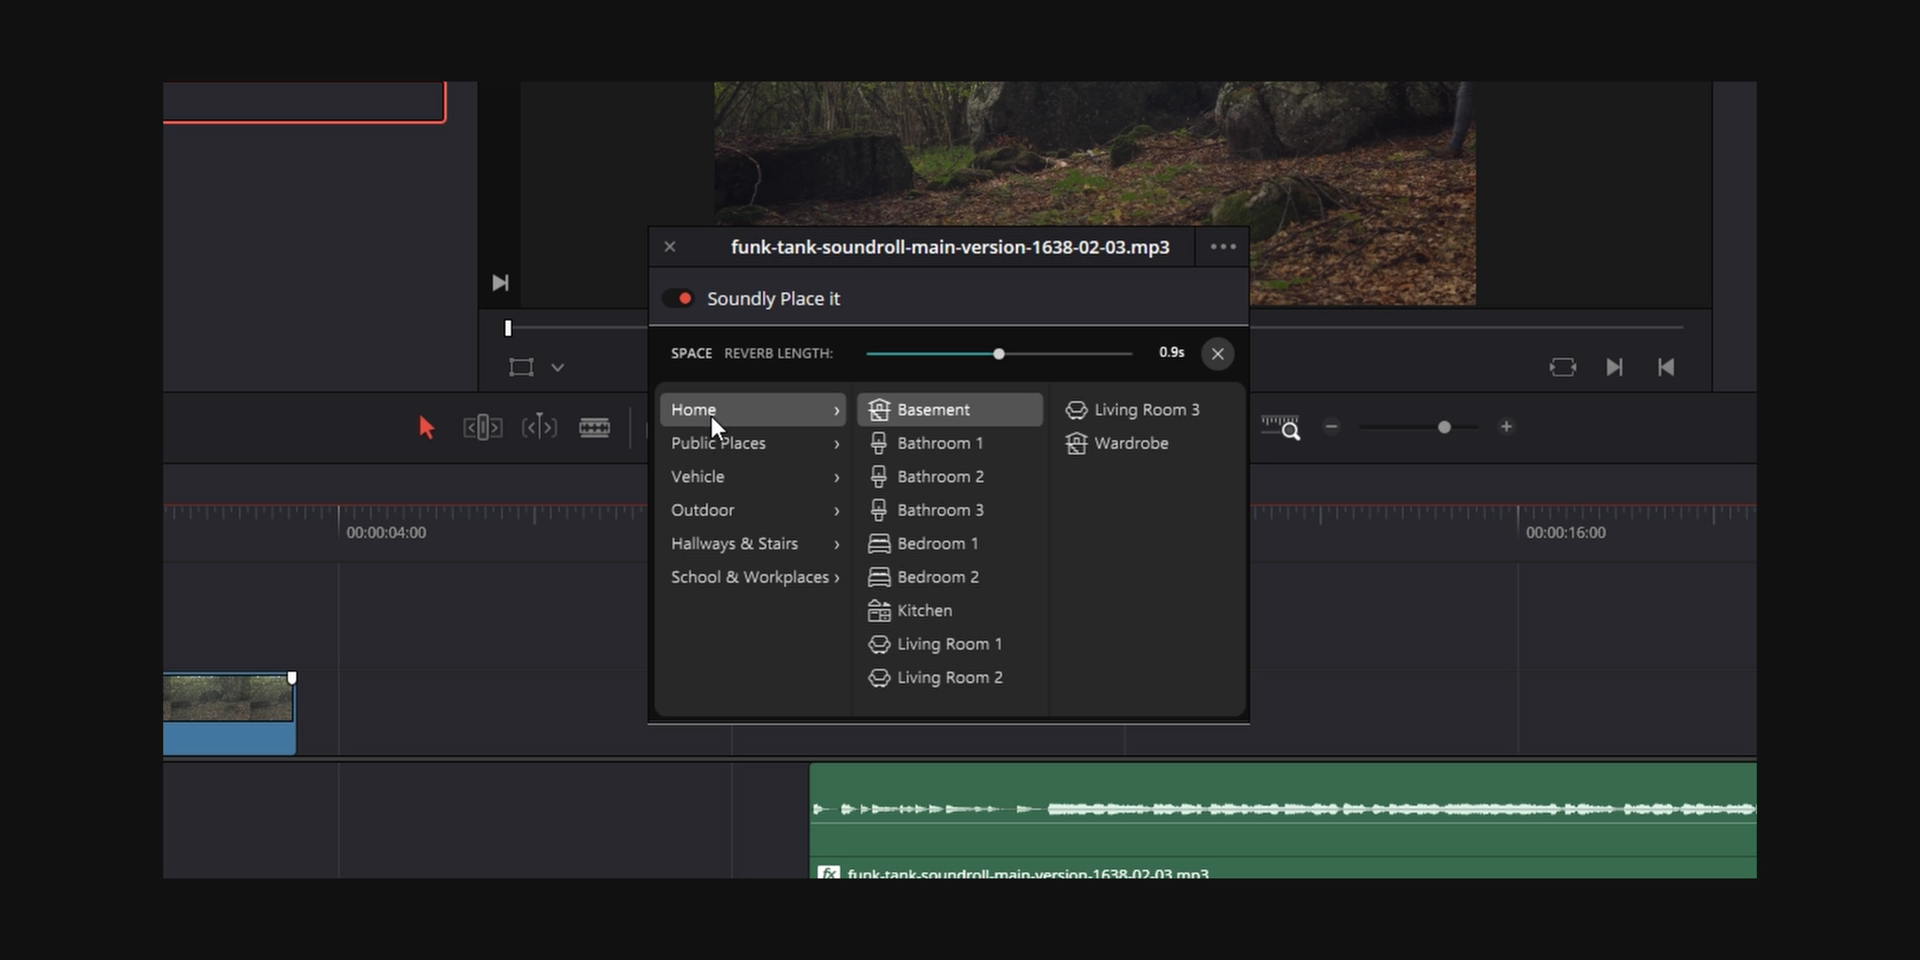 funk-tank-soundroll-main-version-1638-02-03.mp3
Soundly Place it
SPACE REVERB LENGTH: 0.9s
Home
Public Places
Vehicle
Outdoor
Hallways & Stairs
School & Workplaces
Basement
Bathroom 1
Bathroom 2
Bathroom 3
Bedroom 1
Bedroom 2
Kitchen
Living Room 1
Living Room 2
Living Room 3
Wardrobe
00:00:04:00
00:00:16:00
fx funk-tank-soundroll-main-version-1638-02-03.mp3